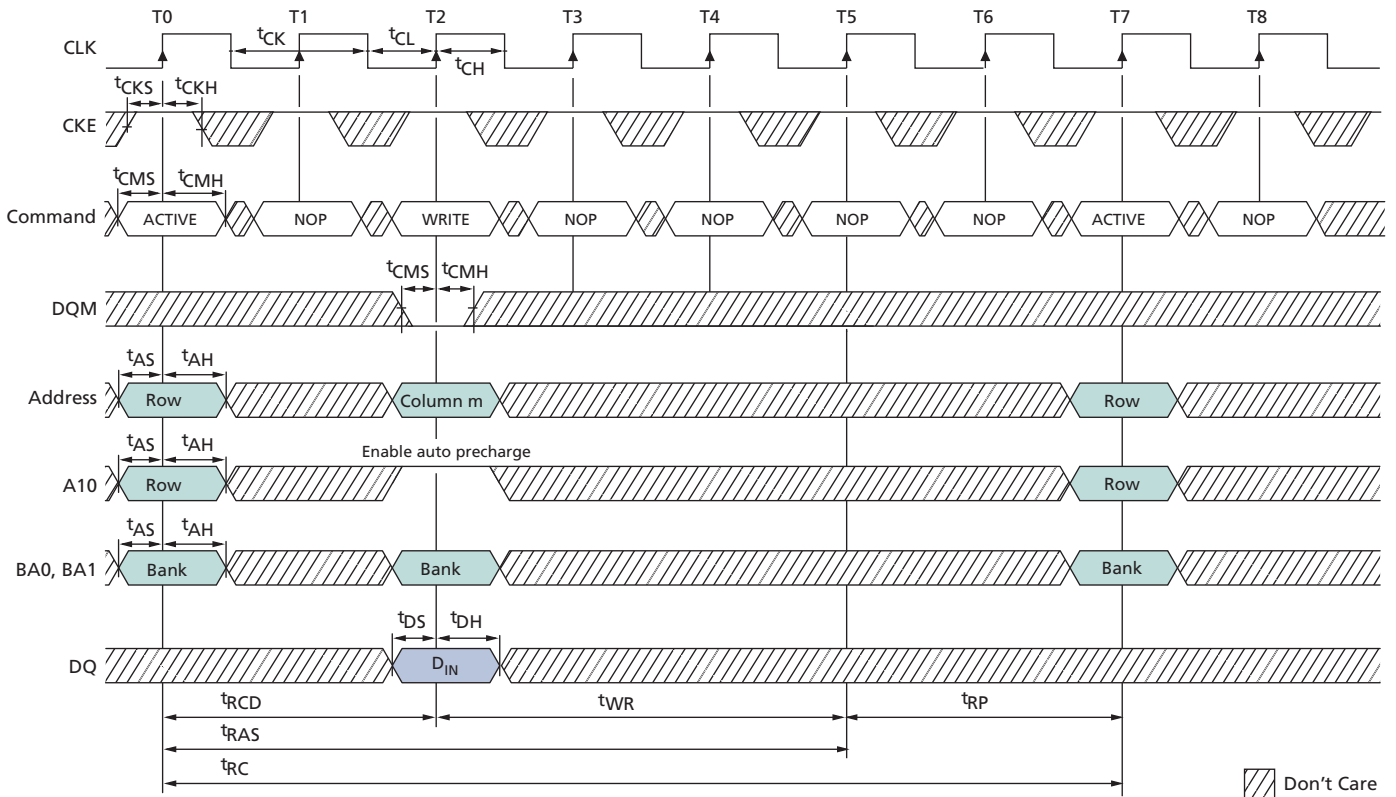 T0 T1 T2 T3 T4 T5 T6 T7 T8
CLK
tCK tCL
tCH
tCKS tCKH
CKE
tCMS tCMH
Command ACTIVE NOP WRITE NOP NOP NOP NOP ACTIVE NOP
tCMS tCMH
DQM
tAS tAH
Address Row Column m Row
tAS tAH Enable auto precharge
A10 Row Row
tAS tAH
BA0, BA1 Bank Bank Bank
tDS tDH
DQ DIN
tRCD tWR tRP
tRAS
tRC
Don't Care